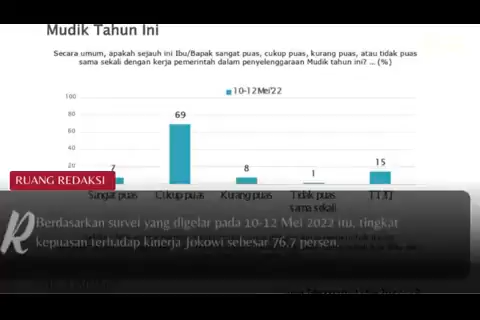 Mudik Tahun Ini
Secara umum, apakah sejauh ini Ibu/Bapak sangat puas, cukup puas, kurang puas, atau tidak puas
sama sekali dengan kerja pemerintah dalam penyelenggaraan Mudik tahun ini? ... (%)
10-12 Mei'22
100
80
60
40
20
7
69
8
1
15
RUANG REDAKSI
Sangat puas
Cukup puas
Kurang puas
Tidak puas
sama sekali
TT/TJ
R
Berdasarkan survei yang digelar pada 10-12 Mei 2022 itu, tingkat
kepuasan terhadap kinerja Jokowi sebesar 76,7 persen.